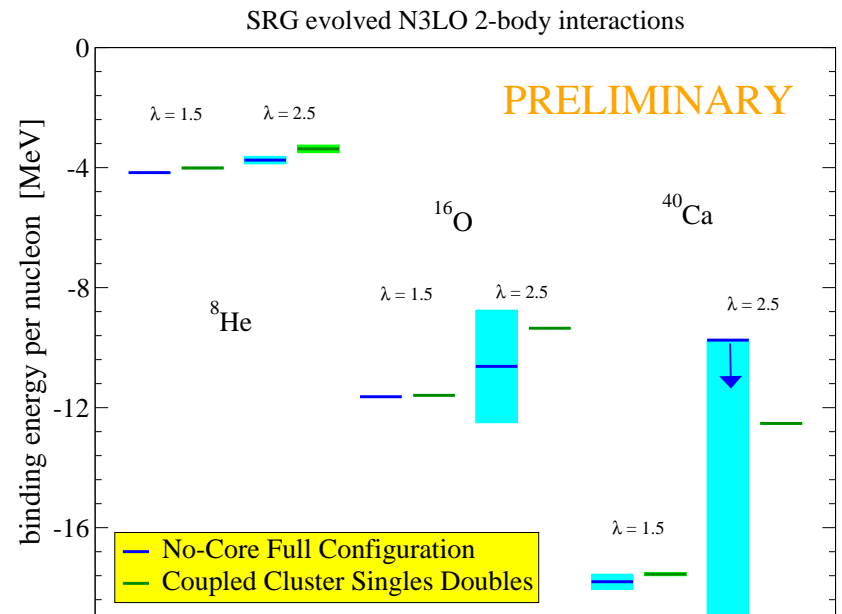 SRG evolved N3LO 2-body interactions
0
PRELIMINARY
λ = 1.5
λ = 2.5
-4
16O
40Ca
-8
λ = 1.5
λ = 2.5
λ = 2.5
8He
-12
-16
λ = 1.5
No-Core Full Configuration
Coupled Cluster Singles Doubles
binding energy per nucleon [MeV]